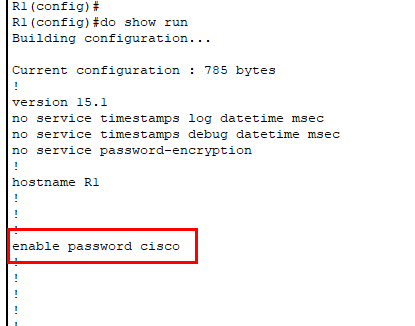 R1(config)#
R1(config)#do show run
Building configuration...
Current configuration : 785 bytes
!
version 15.1
no service timestamps log datetime msec
no service timestamps debug datetime msec
no service password-encryption
!
hostname R1
!
!
!
enable password cisco
!
!
!
!
!